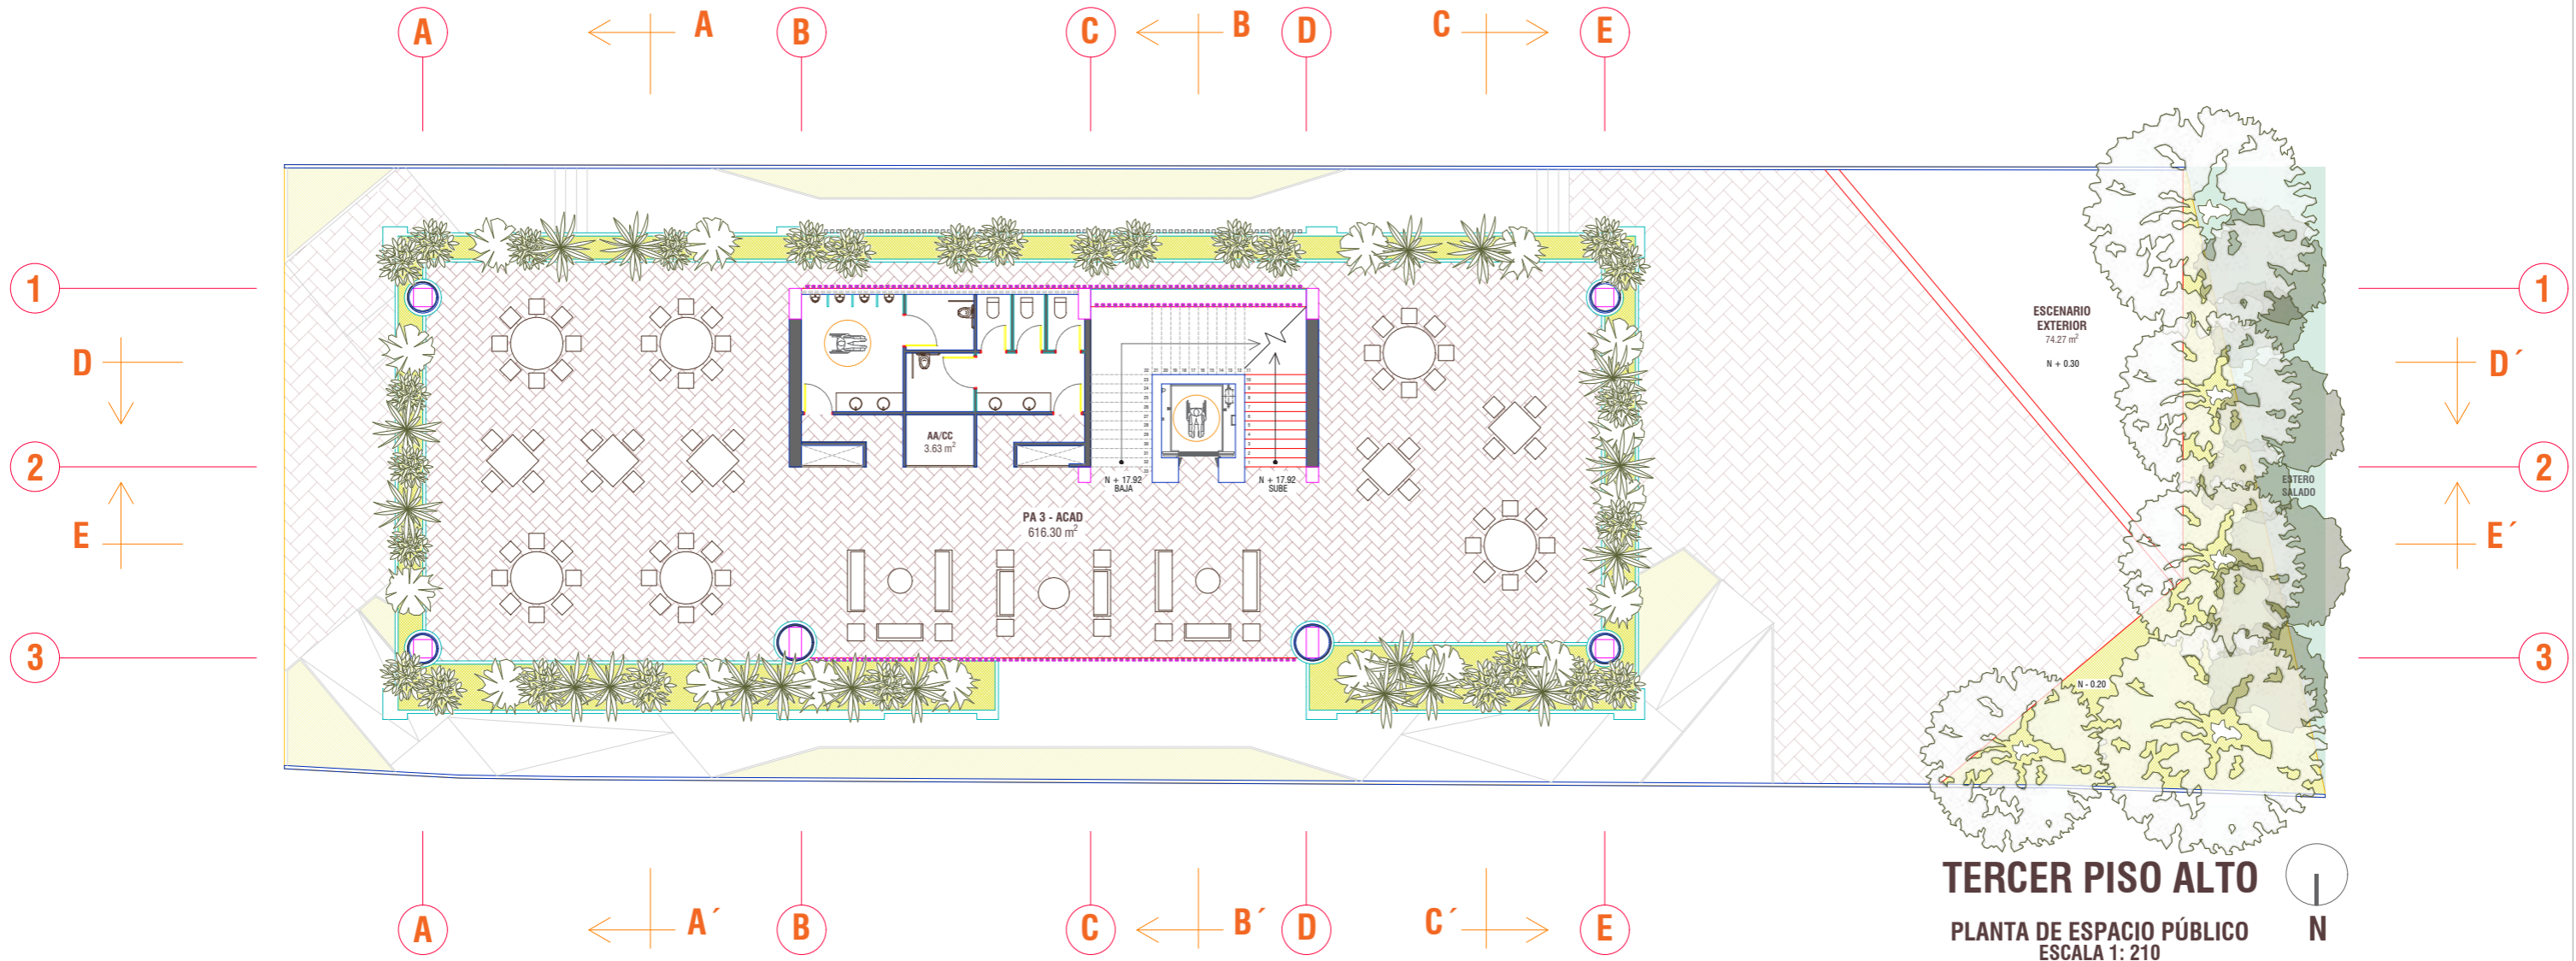 A
A
B
C
B
D
C
E
1
1
ESCENARIO
EXTERIOR
74.27 m²
N + 0.30
D
D´
AA/CC
3.63 m²
2
2
N + 17.92
BAJA
N + 17.92
SUBE
ESTERO
SALADO
PA 3 - ACAD
616.30 m²
E
E´
3
3
N - 0.20
TERCER PISO ALTO
N
PLANTA DE ESPACIO PÚBLICO
ESCALA 1: 210
A
A´
B
C
B´
D
C´
E